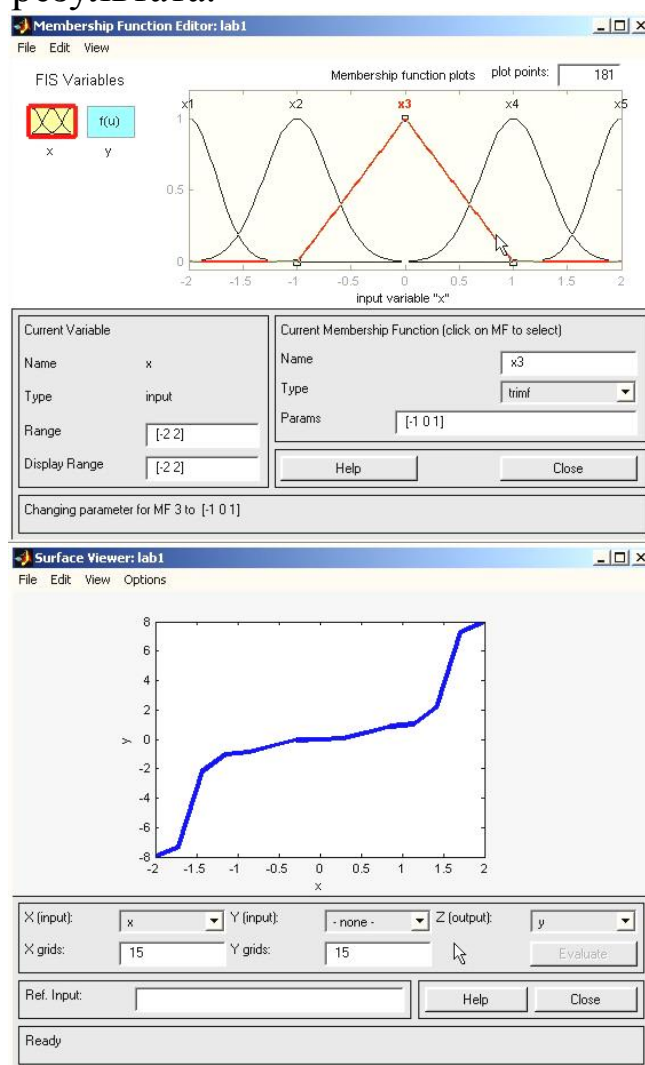 результата.
Membership Function Editor: lab1
File Edit View
FIS Variables
Membership function plots plot points: 181
f(u)
x y
x1 x2 x3 x4 x5
1
0.5
0
-2 -1.5 -1 -0.5 0 0.5 1 1.5 2
input variable "x"
Current Variable
Name x
Type input
Range [-2 2]
Display Range [-2 2]
Current Membership Function (click on MF to select)
Name x3
Type trimf
Params [-1 0 1]
Help Close
Changing parameter for MF 3 to [-1 0 1]
Surface Viewer: lab1
File Edit View Options
8
6
4
2
0
-2
-4
-6
-8
y
-2 -1.5 -1 -0.5 0 0.5 1 1.5 2
x
X (input): x Y (input): - none - Z (output): y
X grids: 15 Y grids: 15 Evaluate
Ref. Input: Help Close
Ready